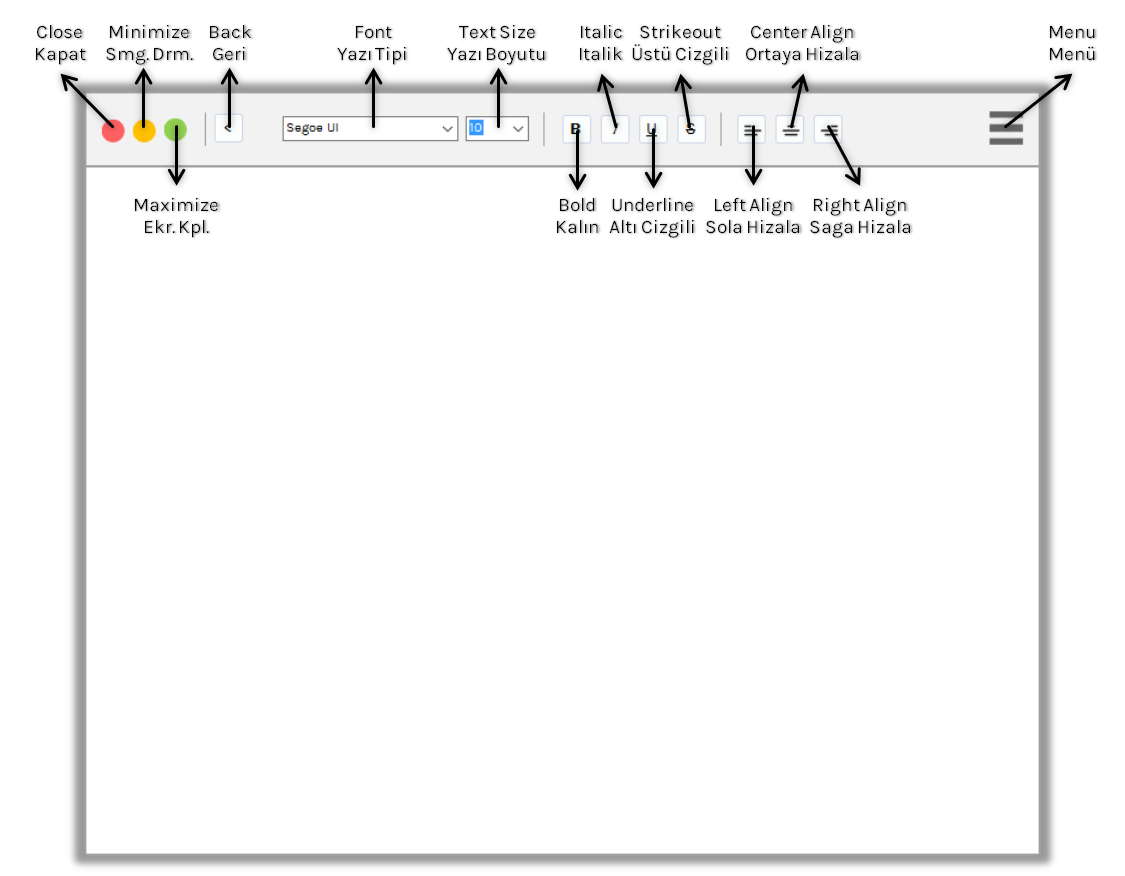 Close
Kapat
Minimize
Smg. Drm.
Back
Geri
Font
Yazı Tipi
Text Size
Yazı Boyutu
Italic
Italik
Strikeout
Üstü Cizgili
Center Align
Ortaya Hizala
Menu
Menü
<
Segoe UI
10
B
I
U
S
Maximize
Ekr. Kpl.
Bold
Kalın
Underline
Altı Cizgili
Left Align
Sola Hizala
Right Align
Saga Hizala